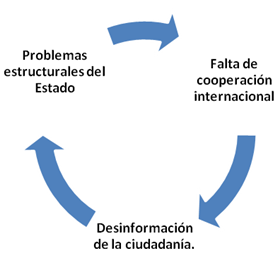 Problemas
estructurales del
Estado
Falta de
cooperación
internacional
Desinformación
de la ciudadanía.